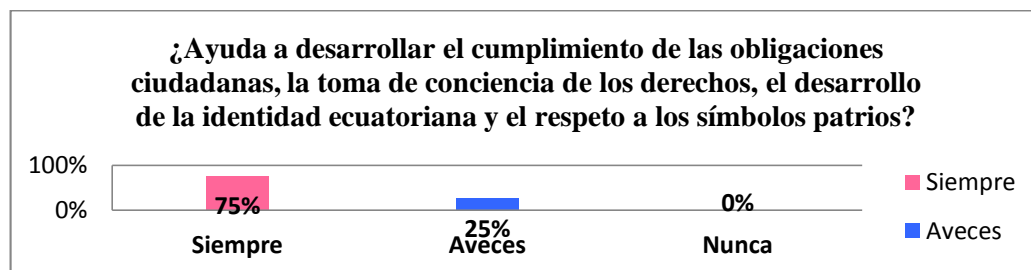 ¿Ayuda a desarrollar el cumplimiento de las obligaciones
ciudadanas, la toma de conciencia de los derechos, el desarrollo
de la identidad ecuatoriana y el respeto a los símbolos patrios?
100%
0%
75%
25%
0%
Siempre
Aveces
Nunca
Siempre
Aveces